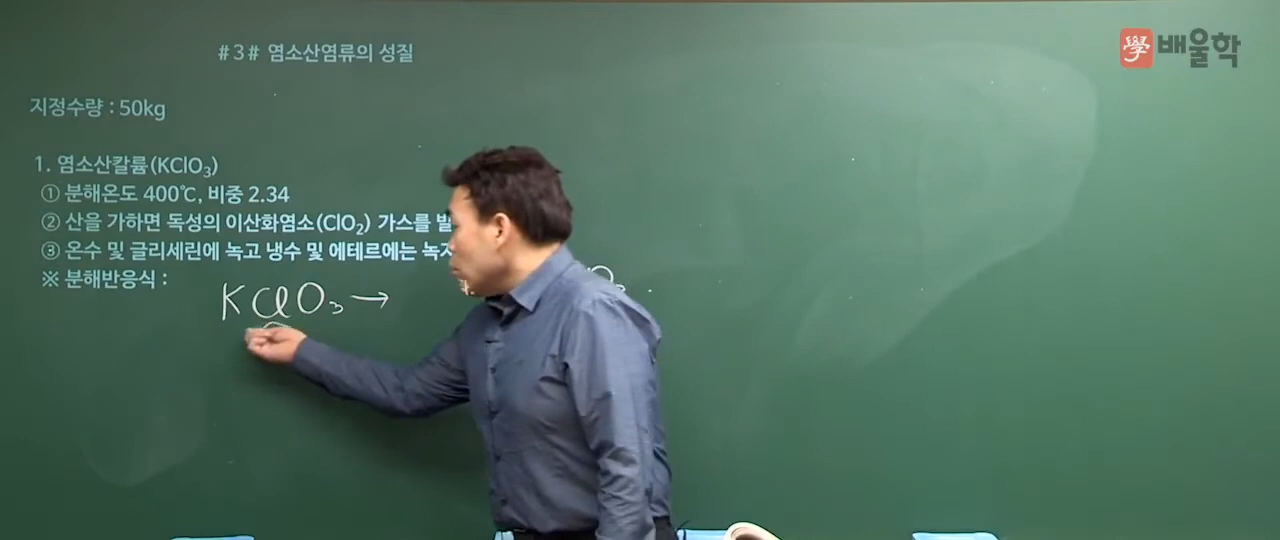 #3# 염소산염류의 성질
學 배울학
지정수량 : 50kg
1. 염소산칼륨(KClO₃)
① 분해온도 400℃, 비중 2.34
② 산을 가하면 독성의 이산화염소(ClO₂) 가스를
③ 온수 및 글리세린에 녹고 냉수 및 에테르에는
※ 분해반응식 :
KClO₃ →